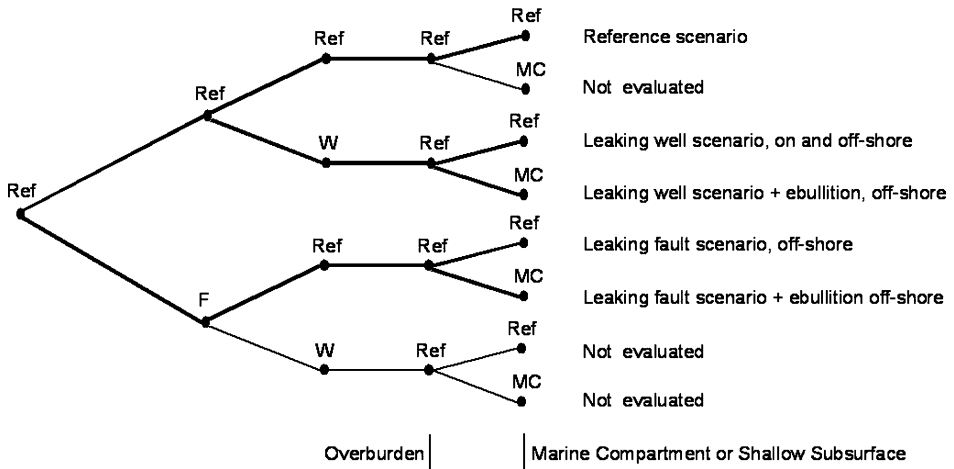 Ref
Ref Ref Reference scenario
MC
Ref Not evaluated
Ref
W Ref Leaking well scenario, on and off-shore
MC
Ref Leaking well scenario + ebullition, off-shore
Ref
Ref Ref Leaking fault scenario, off-shore
MC
F Leaking fault scenario + ebullition off-shore
Ref
W Ref Not evaluated
MC
Not evaluated
Overburden Marine Compartment or Shallow Subsurface